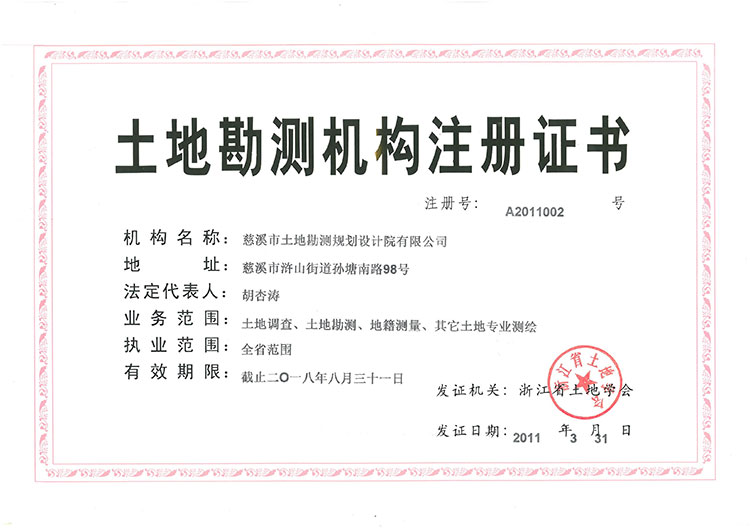 土地勘测机构注册证书
注册号： A2011002 号
机构名称： 慈溪市土地勘测规划设计院有限公司
地 址： 慈溪市浒山街道孙塘南路98号
法定代表人： 胡杏涛
业务范围： 土地调查、土地勘测、地籍测量、其它土地专业测绘
执业范围： 全省范围
有效期限： 截止二O一八年八月三十一日
浙江省土地学会
发证机关： 浙江省土地学会
发证日期： 2011 年 3 月 31 日